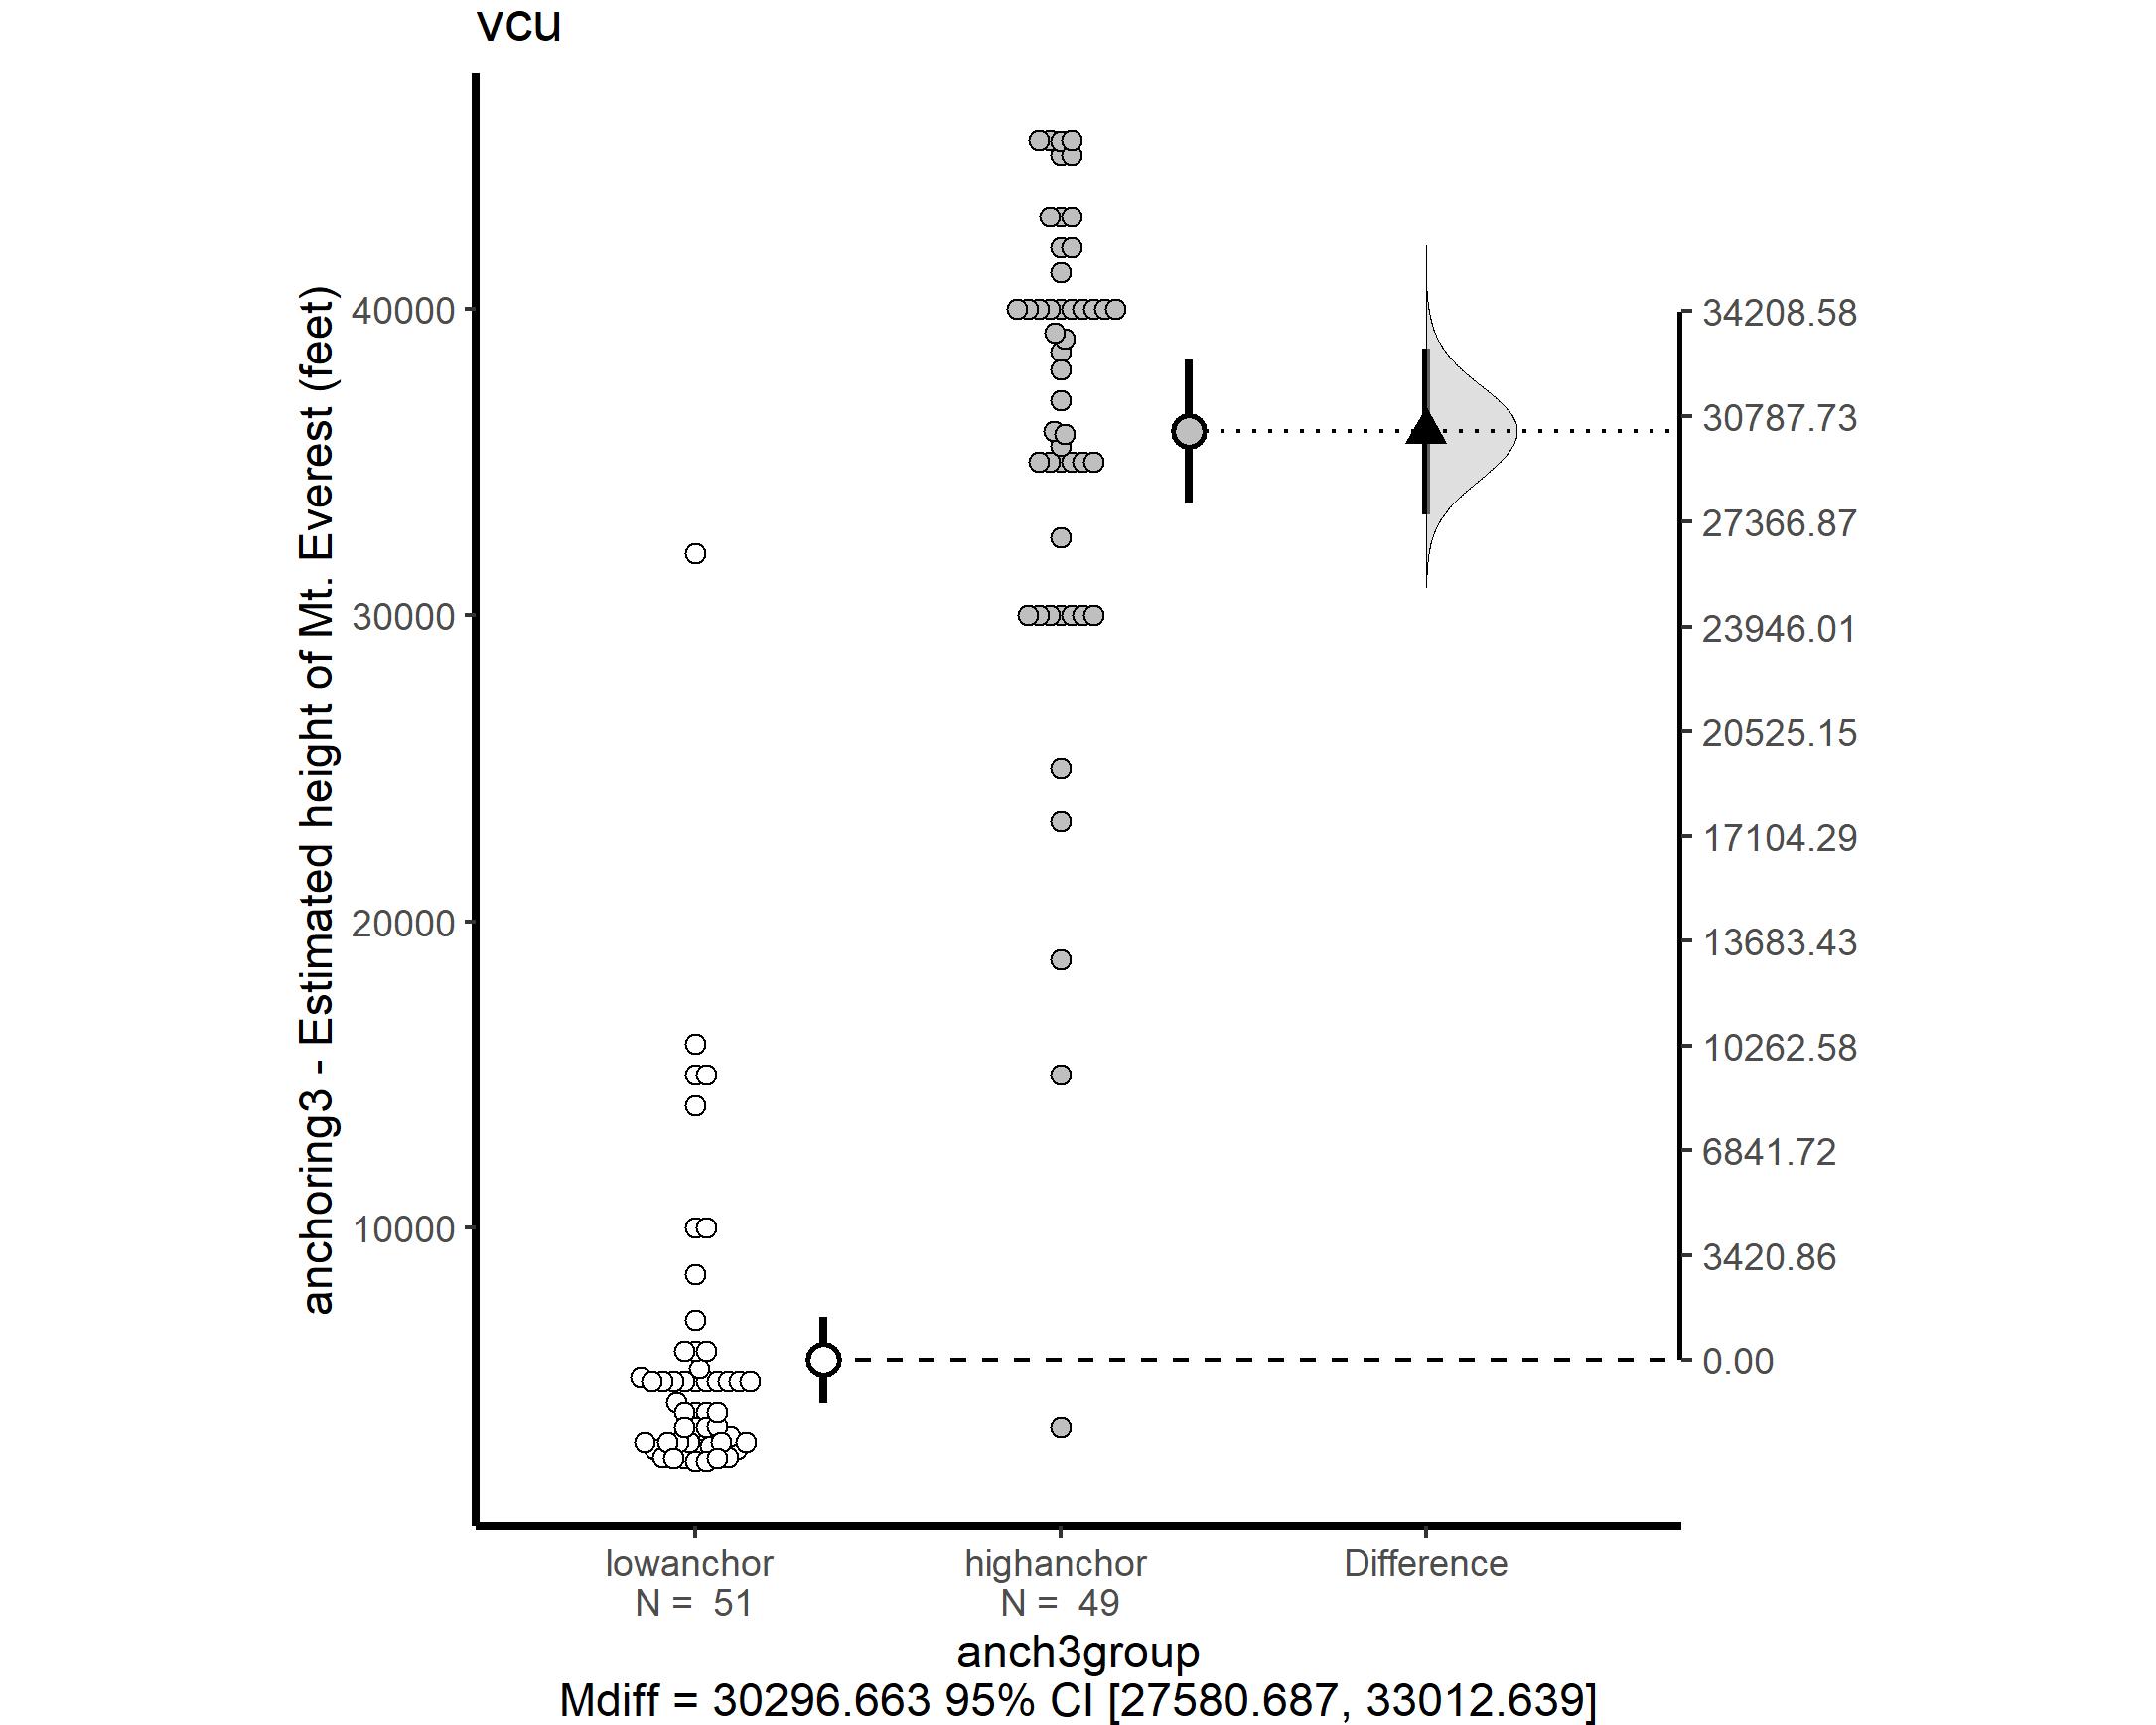 vcu
anchoring3 - Estimated height of Mt. Everest (feet)
40000
30000
20000
10000
34208.58
30787.73
27366.87
23946.01
20525.15
17104.29
13683.43
10262.58
6841.72
3420.86
0.00
lowanchor
N =  51
highanchor
N =  49
Difference
anch3group
Mdiff = 30296.663 95% CI [27580.687, 33012.639]